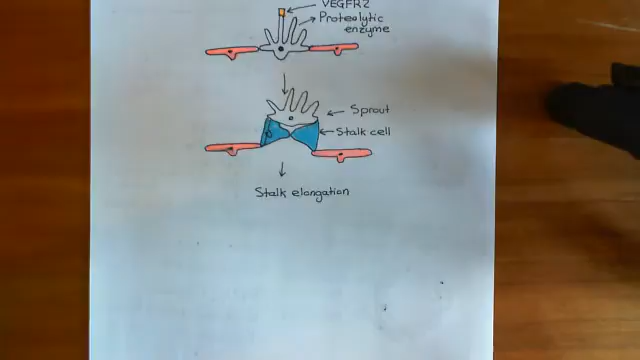 VEGFR2
Proteolytic
enzyme
Sprout
Stalk cell
Stalk elongation